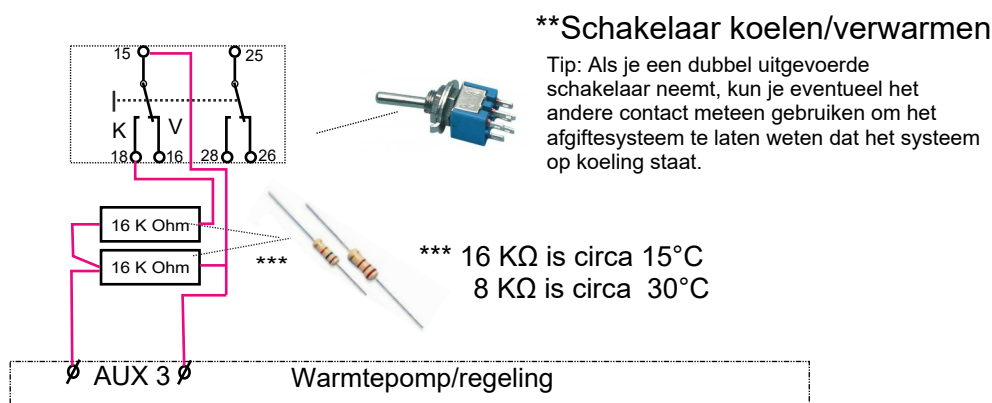 **Schakelaar koelen/verwarmen
Tip: Als je een dubbel uitgevoerde
schakelaar neemt, kun je eventueel het
andere contact meteen gebruiken om het
afgiftesysteem te laten weten dat het systeem
op koeling staat.
15 25
K V
18 16 28 26
16 K Ohm
16 K Ohm
*** 
*** 16 KΩ is circa 15°C
8 KΩ is circa 30°C
AUX 3 Warmtepomp/regeling